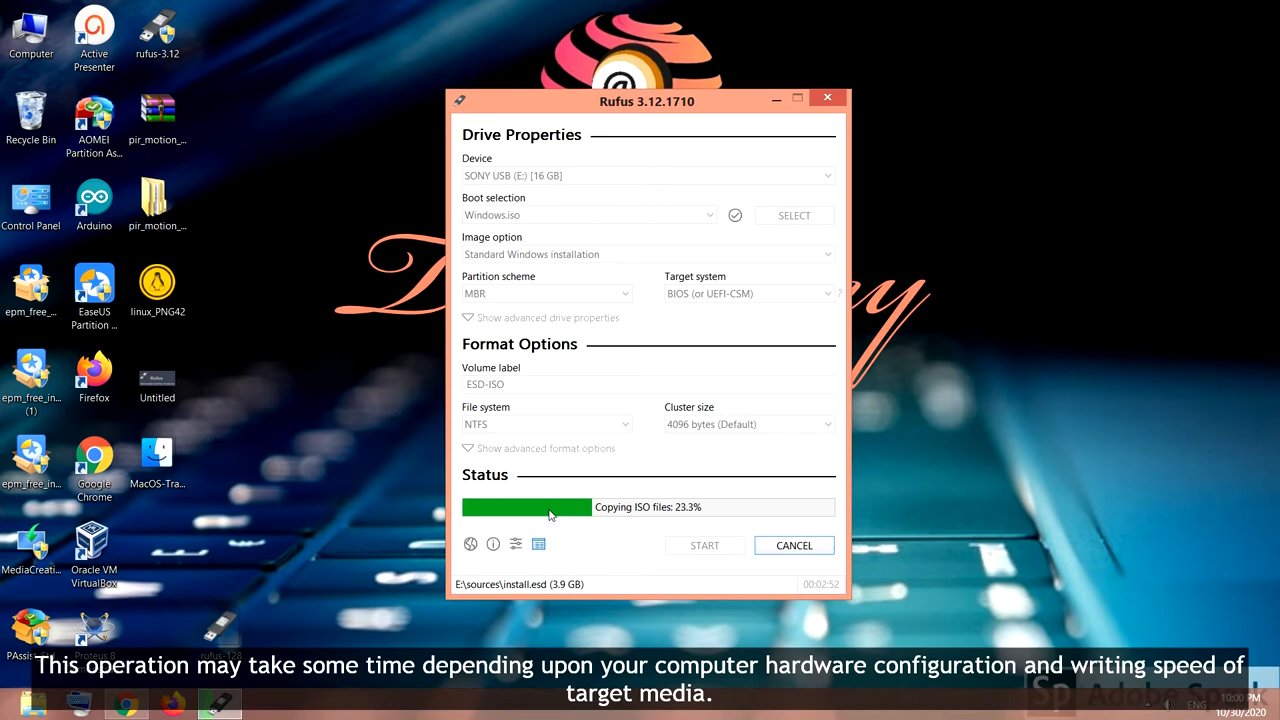 Computer
Active
Presenter
rufus-3.12
Recycle Bin
AOMEI
Partition As...
pir_motion_...
Control Panel
Arduino
pir_motion_...
epm_free_...
EaseUS
Partition ...
linux_PNG42
epm_free_in...
(1)
Firefox
Rufus
Untitled
epm_free_in...
Google
Chrome
MacOS-Tra...
MediaCreati...
Oracle VM
VirtualBox
rufus-128
Rufus 3.12.1710
Drive Properties
Device
SONY USB (E:) [16 GB]
Boot selection
Windows.iso
SELECT
Image option
Standard Windows installation
Partition scheme
Target system
MBR
BIOS (or UEFI-CSM)
?
Show advanced drive properties
Format Options
Volume label
ESD-ISO
File system
Cluster size
NTFS
4096 bytes (Default)
Show advanced format options
Status
Copying ISO files: 23.3%
START
CANCEL
E:\sources\install.esd (3.9 GB)
00:02:52
This operation may take some time depending upon your computer hardware configuration and writing speed of
target media.
ENG
10:00 PM
10/30/2020